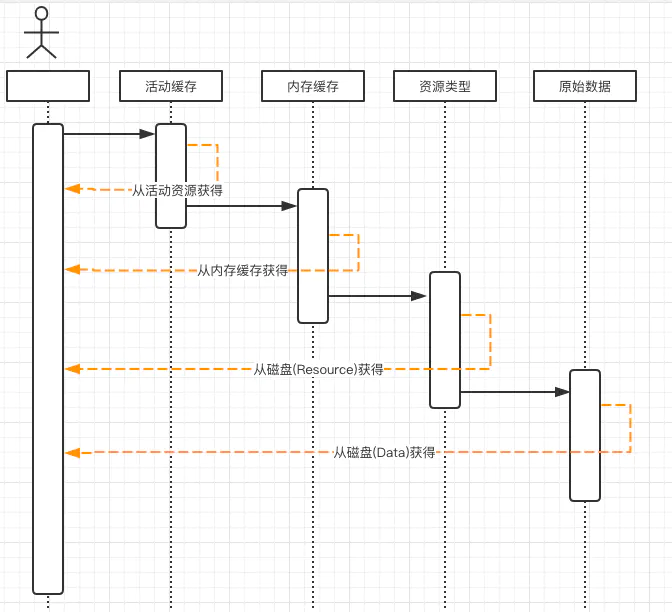 活动缓存
内存缓存
资源类型
原始数据
从活动资源获得
从内存缓存获得
从磁盘(Resource)获得
从磁盘(Data)获得